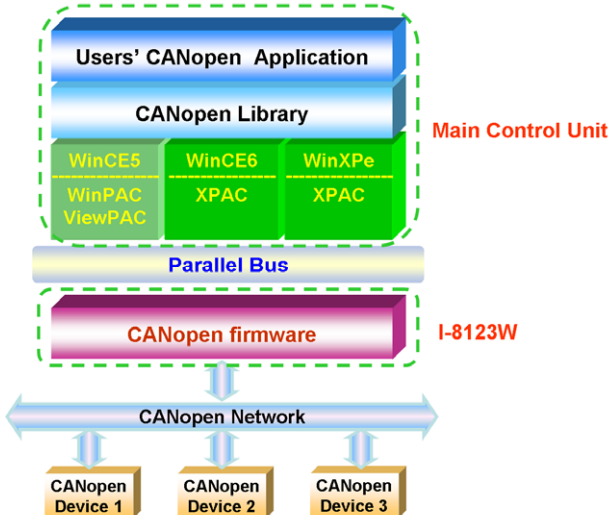 Users' CANopen Application
CANopen Library
Main Control Unit
WinCE5
WinPAC
ViewPAC
WinCE6
XPAC
WinXPe
XPAC
Parallel Bus
CANopen firmware
I-8123W
CANopen Network
CANopen
Device 1
CANopen
Device 2
CANopen
Device 3